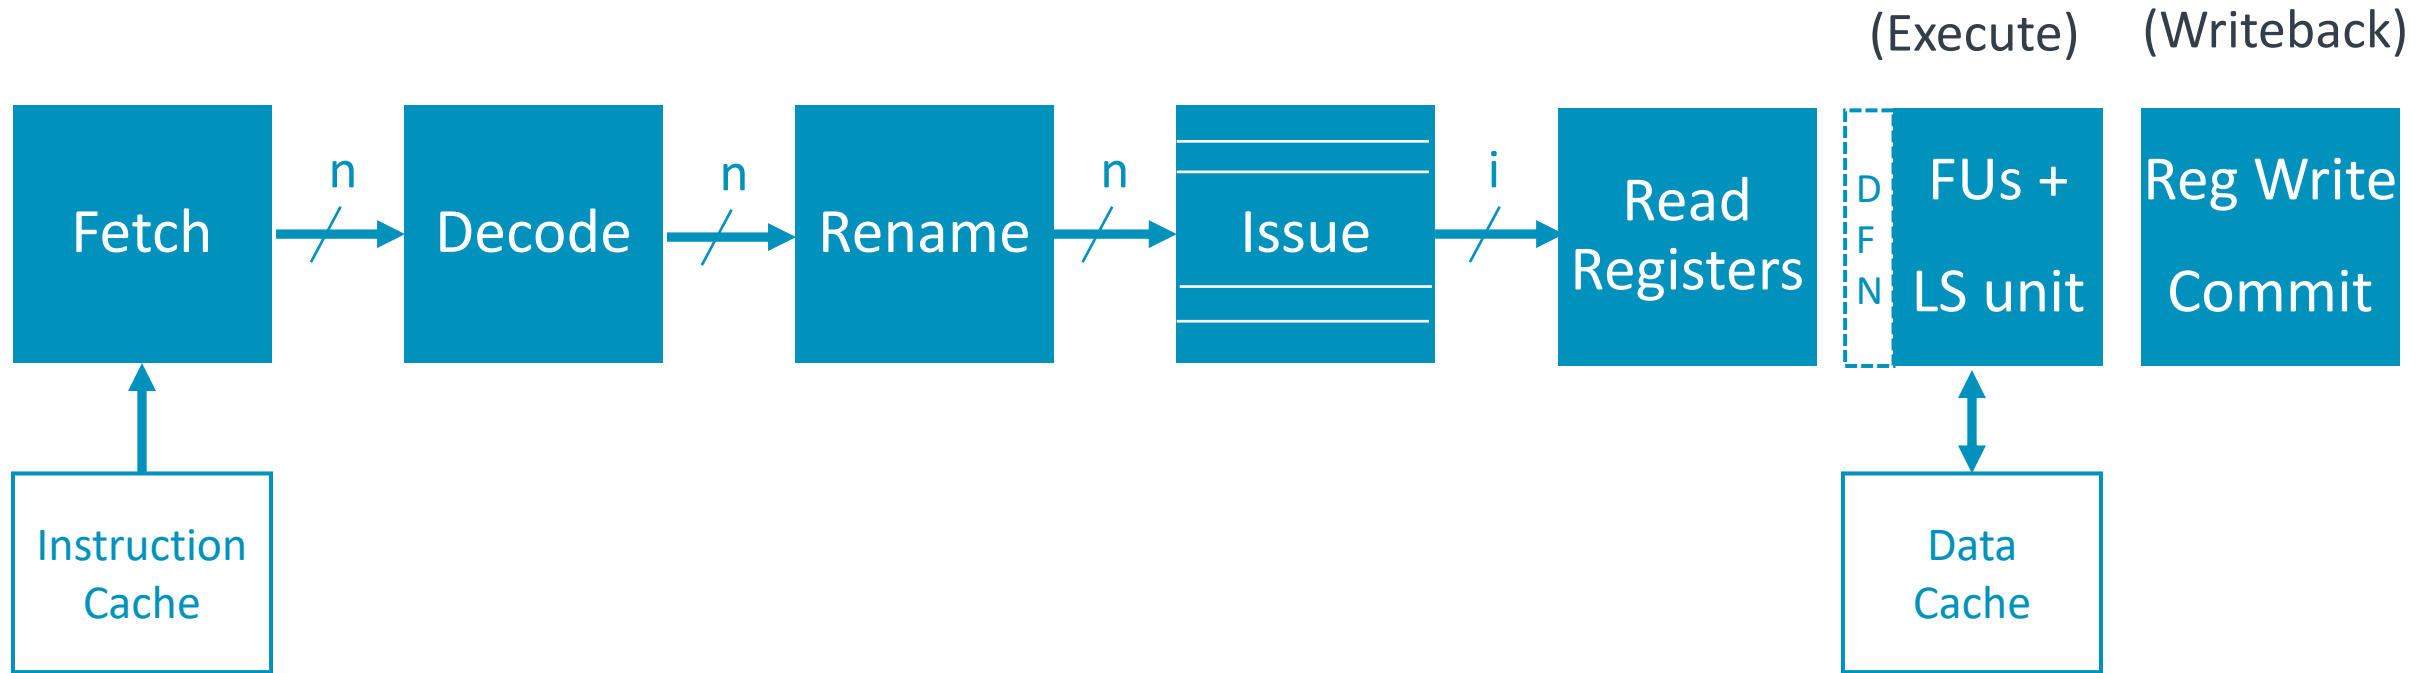 (Execute)
(Writeback)
Fetch
n
Decode
n
Rename
n
Issue
i
Read
Registers
D
F
N
FUs +
LS unit
Reg Write
Commit
Instruction
Cache
Data
Cache